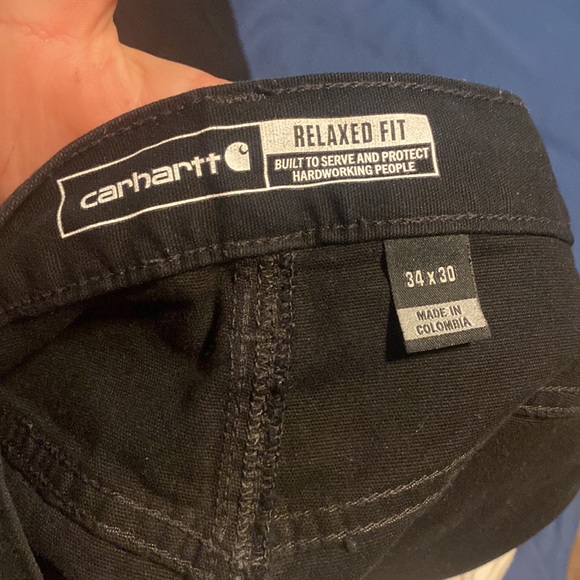 carhartt
RELAXED FIT
BUILT TO SERVE AND PROTECT
HARDWORKING PEOPLE
34 x 30
MADE IN
COLOMBIA